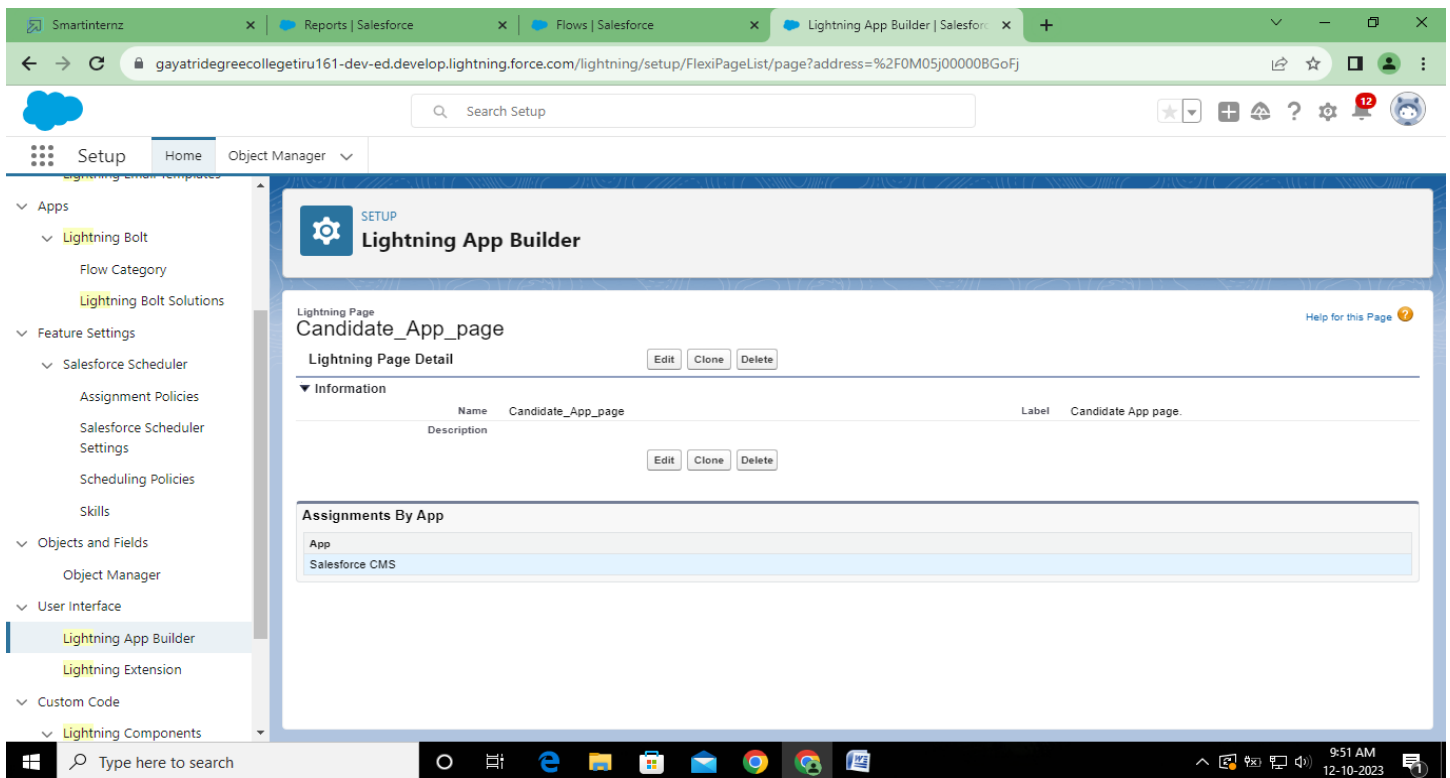 Smartinternz
Reports | Salesforce
Flows | Salesforce
Lightning App Builder | Salesforc
gayatridegreecollegetiru161-dev-ed.develop.lightning.force.com/lightning/setup/FlexiPageList/page?address=%2F0M05j00000BGoFj
Search Setup
12
Setup
Home
Object Manager
Lightning Email Templates
Apps
Lightning Bolt
Flow Category
Lightning Bolt Solutions
Feature Settings
Salesforce Scheduler
Assignment Policies
Salesforce Scheduler
Settings
Scheduling Policies
Skills
Objects and Fields
Object Manager
User Interface
Lightning App Builder
Lightning Extension
Custom Code
Lightning Components
SETUP
Lightning App Builder
Lightning Page
Candidate_App_page
Help for this Page
Lightning Page Detail
Edit Clone Delete
Information
Name Candidate_App_page Label Candidate App page.
Description
Edit Clone Delete
Assignments By App
App
Salesforce CMS
Type here to search
9:51 AM
12-10-2023
1